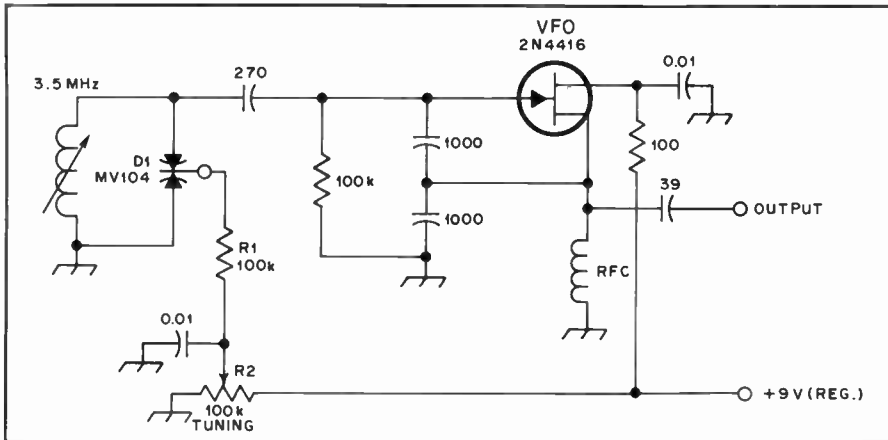 VFO
2N4416
3.5 MHz
270
0.01
D1
MV104
1000
100
100k
39
OUTPUT
R1
100k
1000
RFC
0.01
R2
100k
TUNING
+9V (REG.)